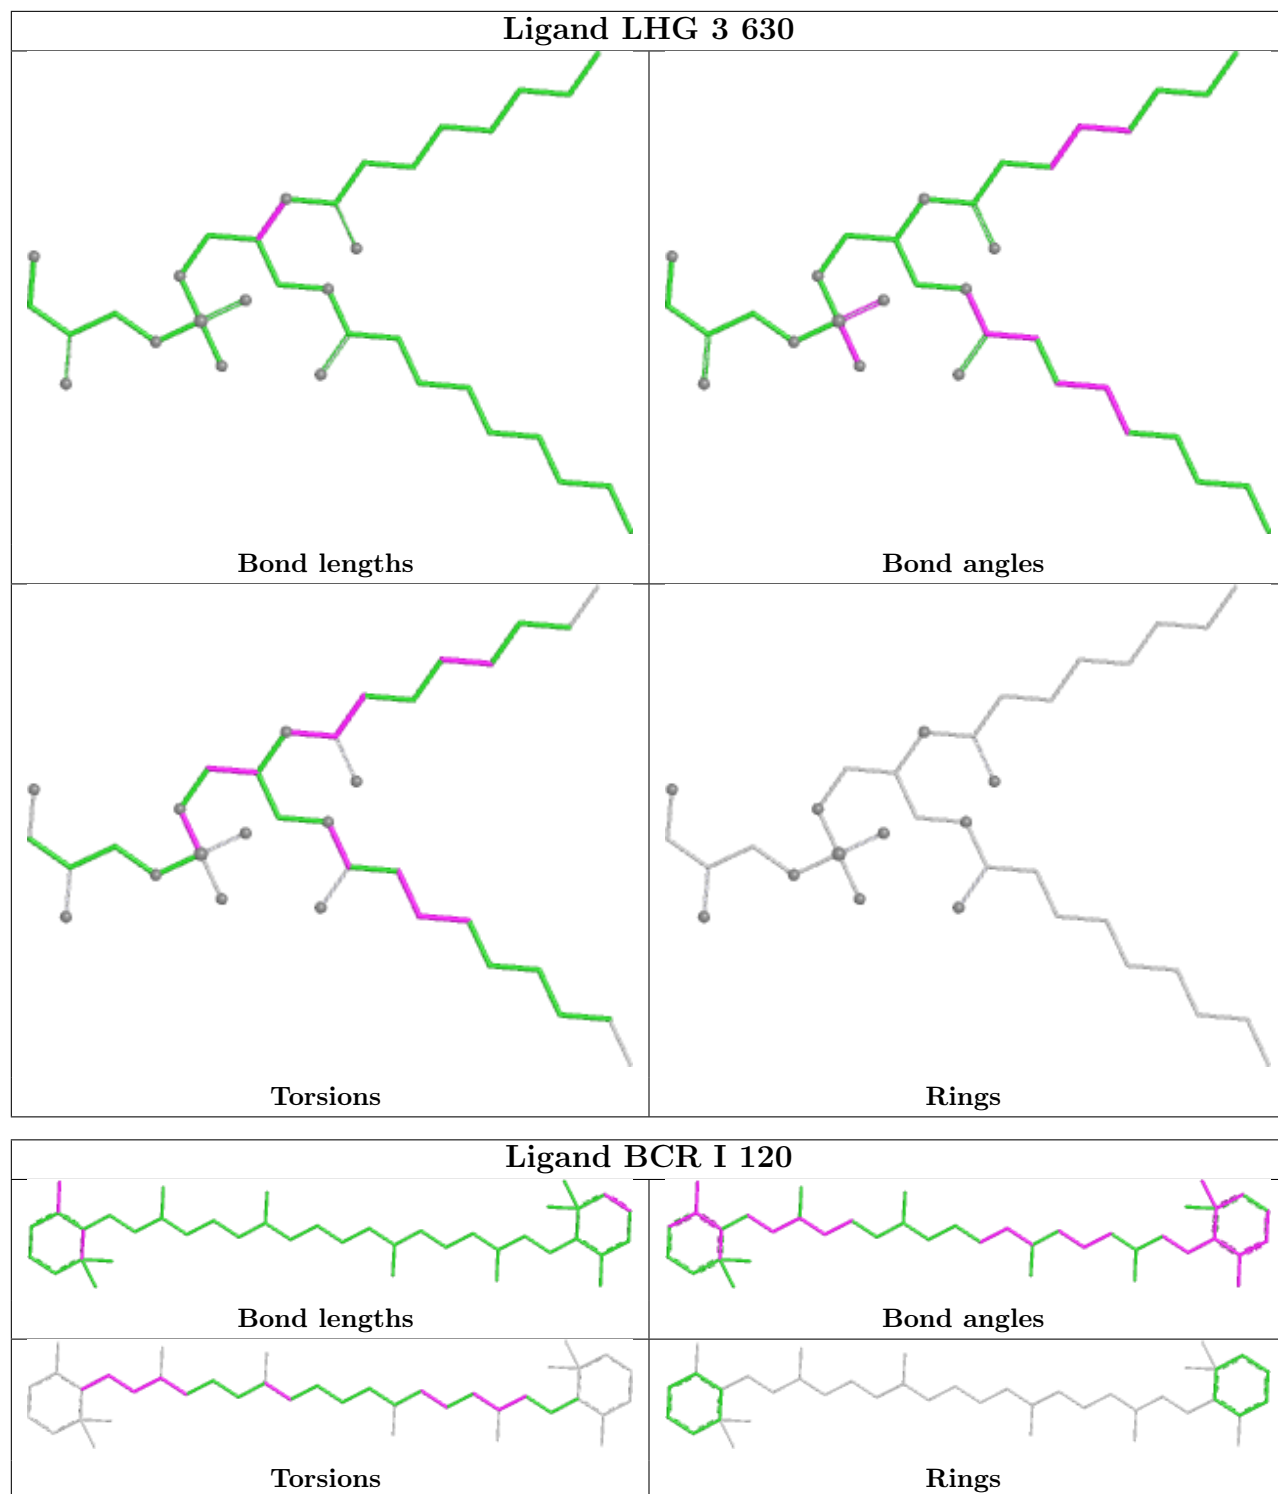 Ligand LHG 3 630
Bond lengths
Bond angles
Torsions
Rings
Ligand BCR I 120
Bond lengths
Bond angles
Torsions
Rings